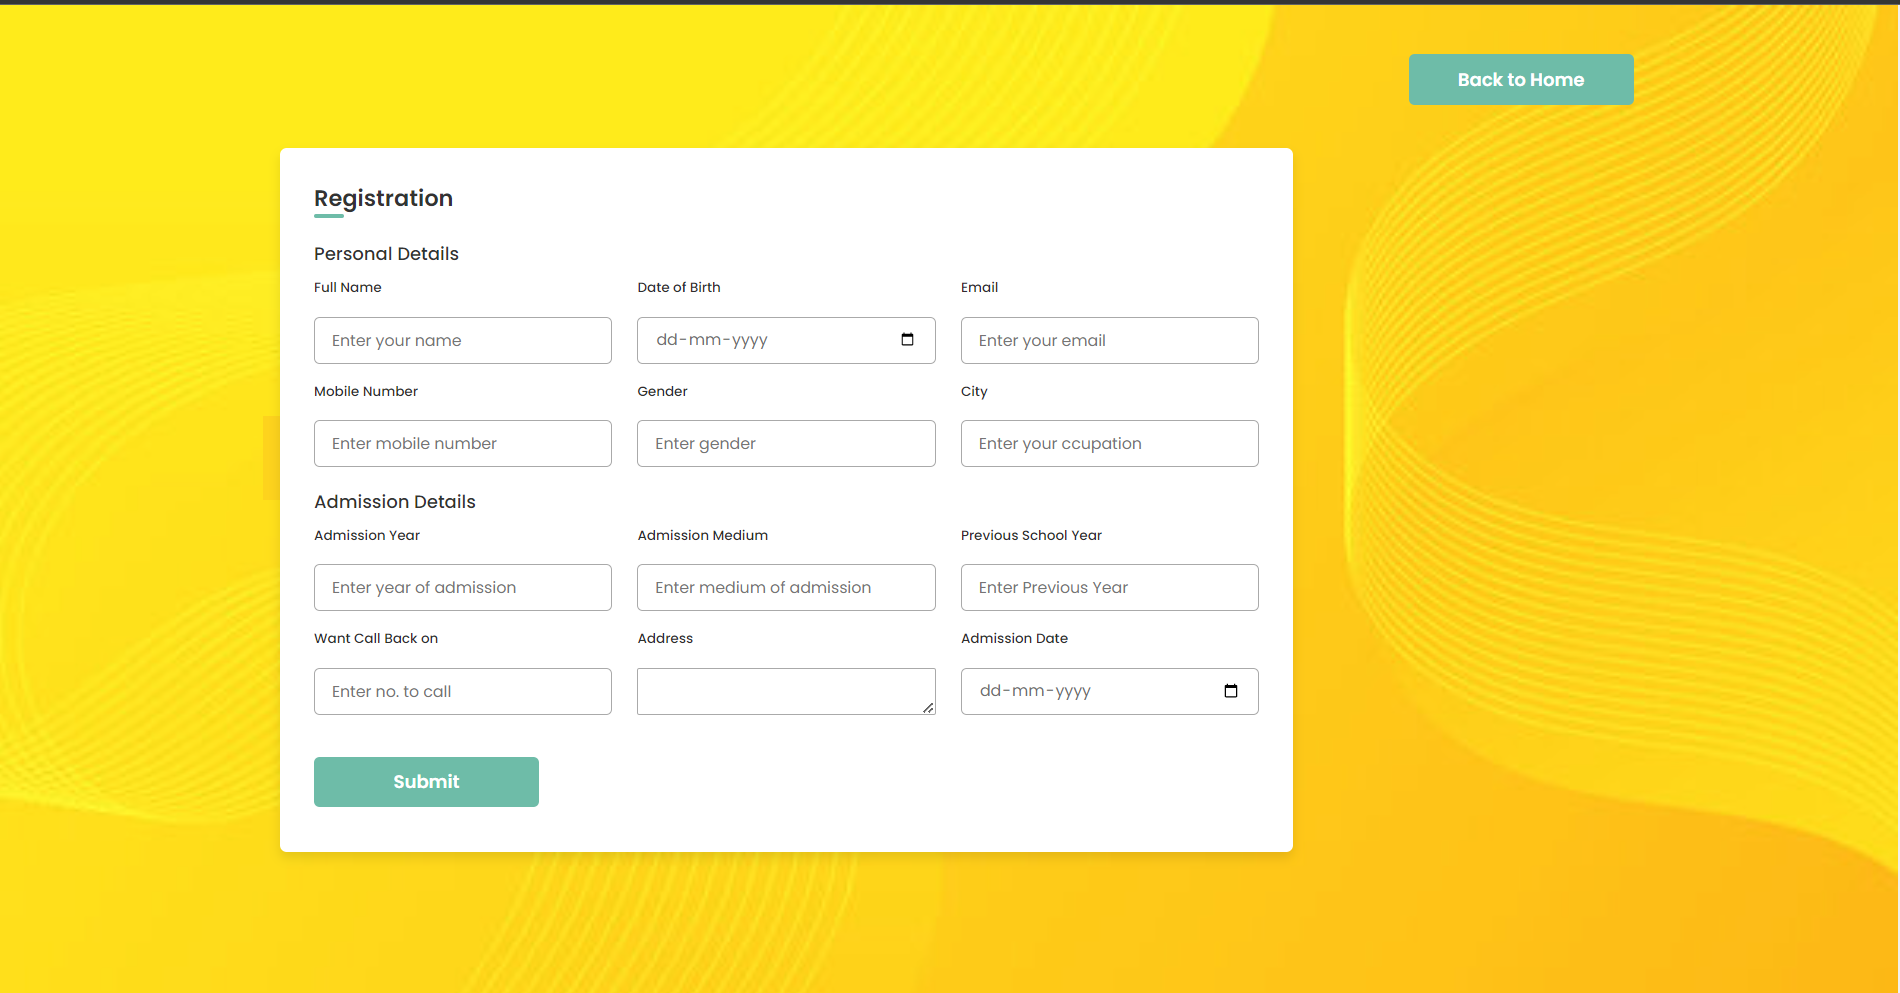 Back to Home
Registration
Personal Details
Full Name Date of Birth Email
Enter your name dd-mm-yyyy Enter your email
Mobile Number Gender City
Enter mobile number Enter gender Enter your ccupation
Admission Details
Admission Year Admission Medium Previous School Year
Enter year of admission Enter medium of admission Enter Previous Year
Want Call Back on Address Admission Date
Enter no. to call dd-mm-yyyy
Submit